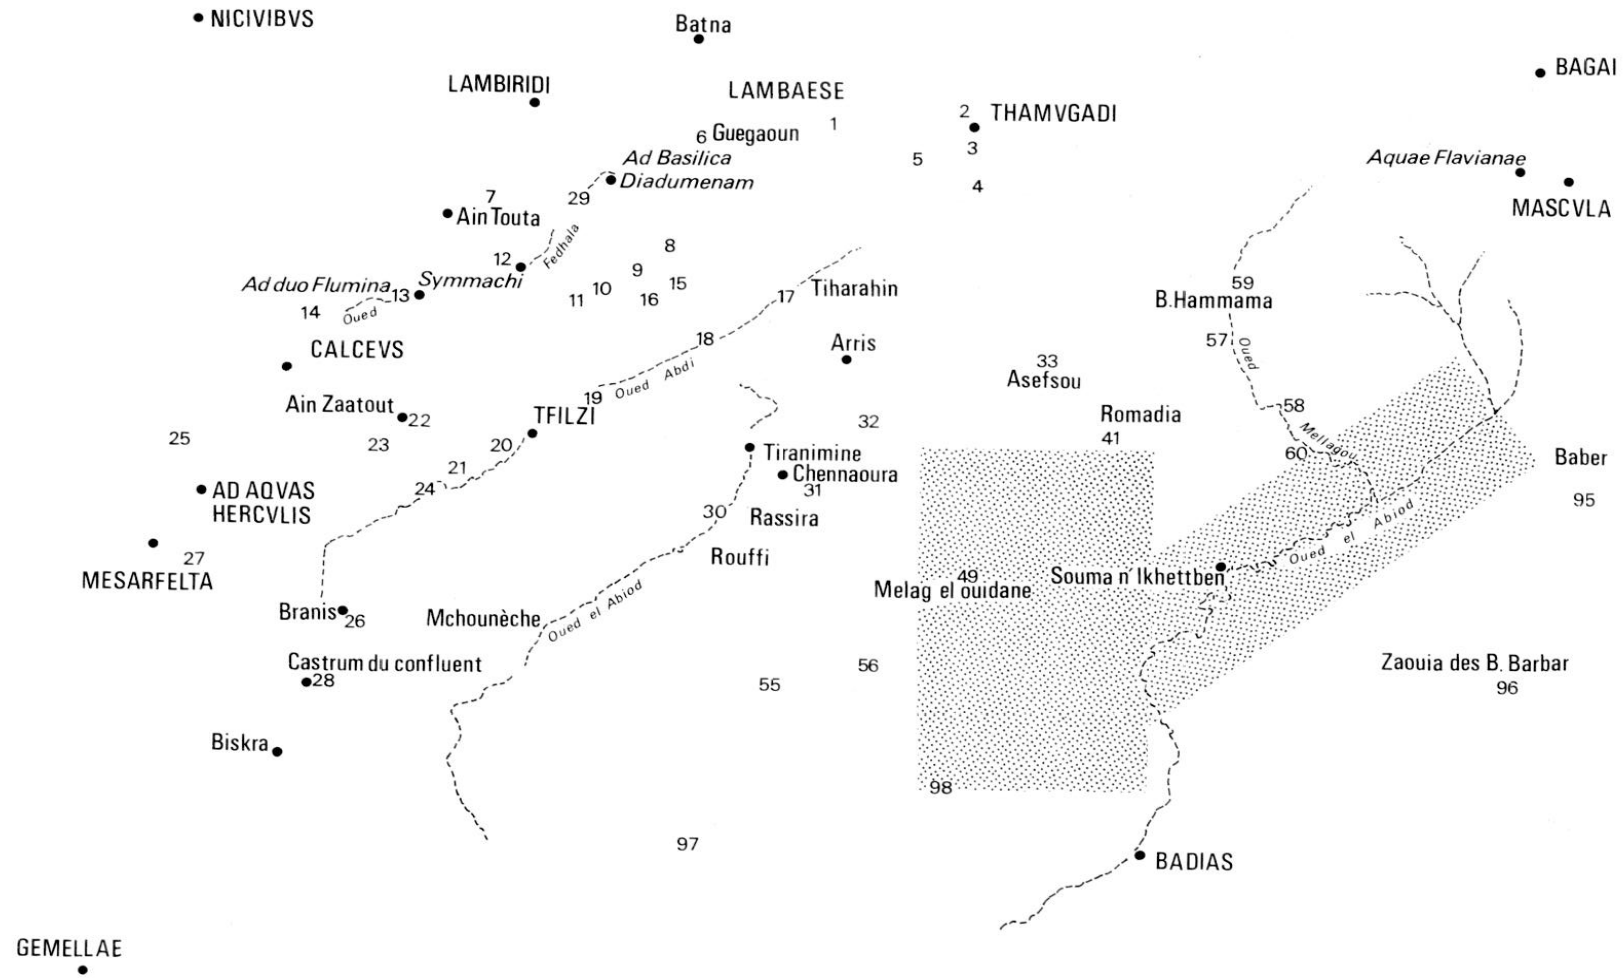 NICIVIBVS
Batna
BAGAI
LAMBIRIDI
LAMBAESE
2 THAMVGADI
1
6 Guegaoun
3
5
4
Ad Basilica
Diadumenam
Aquae Flavianae
MASCVLA
7
29
Ain Touta
Fedhala
8
12
9
Symmachi
Ad duo Flumina
13
14
Oued
10
11
15
16
17
Tiharahin
59
B.Hammama
57
Oued
18
Arris
CALCEVS
33
Asefsou
Oued Abdi
19
Ain Zaatout
22
TFILZI
58
Mellagou
Romadia
41
32
25
23
20
60
Tiranimine
Chennaoura
31
Baber
95
21
24
AD AQVAS
HERCVLIS
30
Rassira
Oued el Abiod
27
MESARFELTA
Rouffi
49
Melag el ouidane
Souma n' Ikhettben
Branis
26
Mchounèche
Oued el Abiod
Castrum du confluent
28
56
55
Zaouia des B. Barbar
96
Biskra
98
97
BADIAS
GEMELLAE